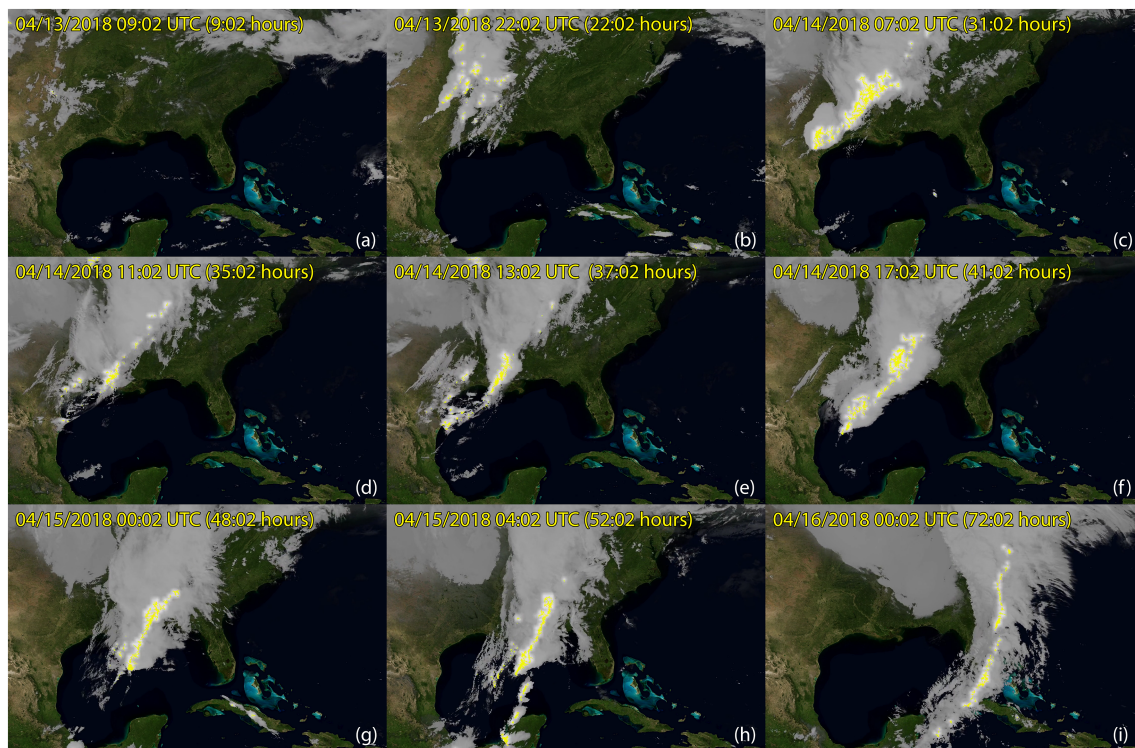 04/13/2018 09:02 UTC (9:02 hours)
(a)
04/13/2018 22:02 UTC (22:02 hours)
(b)
04/14/2018 07:02 UTC (31:02 hours)
(c)
04/14/2018 11:02 UTC (35:02 hours)
(d)
04/14/2018 13:02 UTC (37:02 hours)
(e)
04/14/2018 17:02 UTC (41:02 hours)
(f)
04/15/2018 00:02 UTC (48:02 hours)
(g)
04/15/2018 04:02 UTC (52:02 hours)
(h)
04/16/2018 00:02 UTC (72:02 hours)
(i)